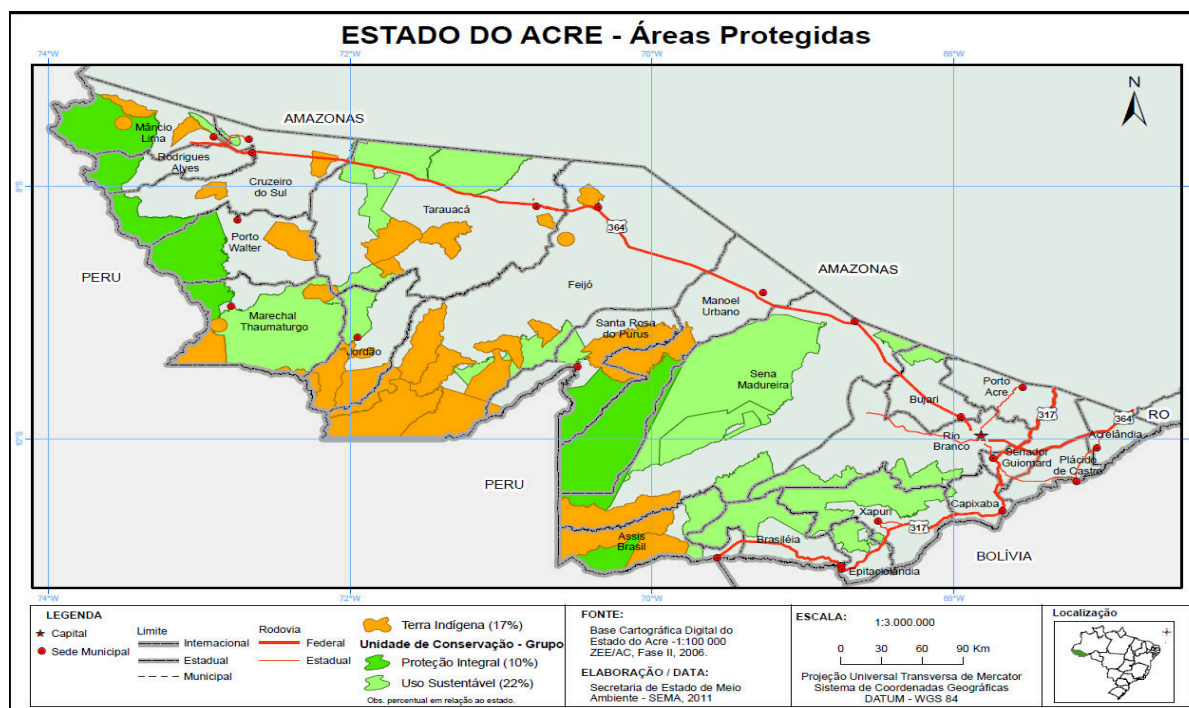 ESTADO DO ACRE - Áreas Protegidas
74°W
72°W
70°W
68°W
N
AMAZONAS
Mâncio
Lima
Rodrigues
Alves
Cruzeiro
do Sul
8°S
Tarauacá
364
Porto
Walter
PERU
AMAZONAS
Feijó
Manoel
Urbano
Marechal
Thaumaturgo
Santa Rosa
do Purus
Jordão
Sena
Madureira
Porto
Acre
Bujari
317
364
RO
Acrelândia
10°S
Rio
Branco
Senador
Guiomard
Plácido
de Castro
PERU
Capixaba
Xapuri
317
Assis
Brasil
Brasiléia
BOLÍVIA
Epitaciolândia
74°W
72°W
70°W
68°W
LEGENDA
Capital
Sede Municipal
Limite
Internacional
Estadual
Municipal
Rodovia
Federal
Estadual
Terra Indígena (17%)
Unidade de Conservação - Grupo
Proteção Integral (10%)
Uso Sustentável (22%)
Obs. percentual em relação ao estado.
FONTE:
Base Cartográfica Digital do
Estado do Acre -1:100 000
ZEE/AC, Fase II, 2006.
ELABORAÇÃO / DATA:
Secretaria de Estado de Meio
Ambiente - SEMA, 2011
ESCALA:
1:3.000.000
0 30 60 90 Km
Projeção Universal Transversa de Mercator
Sistema de Coordenadas Geográficas
DATUM - WGS 84
Localização